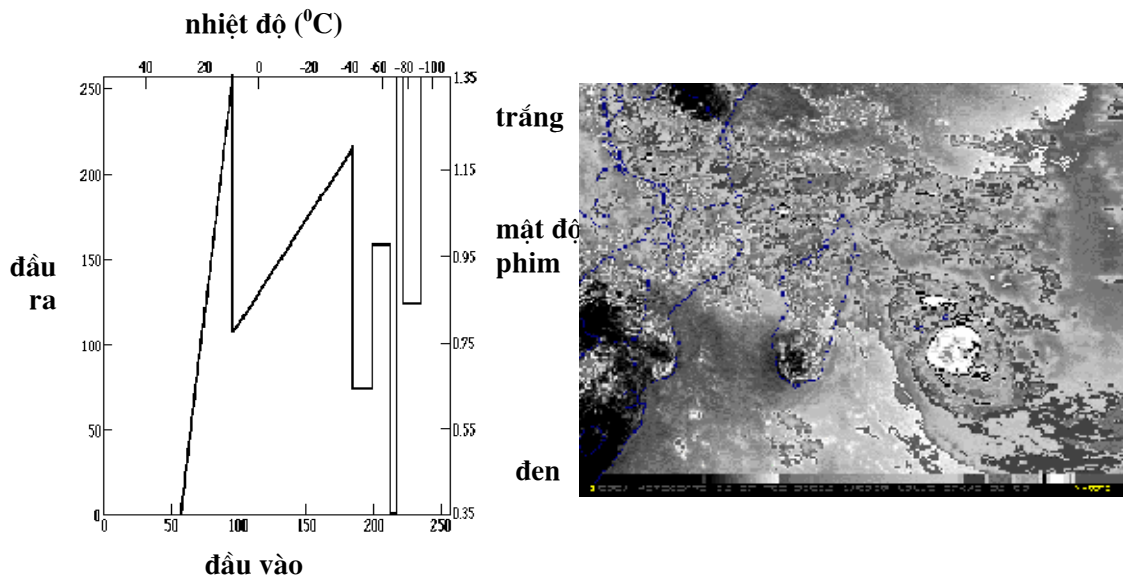 nhiệt độ (⁰C)
40 20 0 -20 -40 -60 -80 -100
250
200
150
100
50
0
1.35
1.15
0.95
0.75
0.55
0.35
0 50 100 150 200 250
đầu
ra
đầu vào
trắng
mật độ
phim
đen